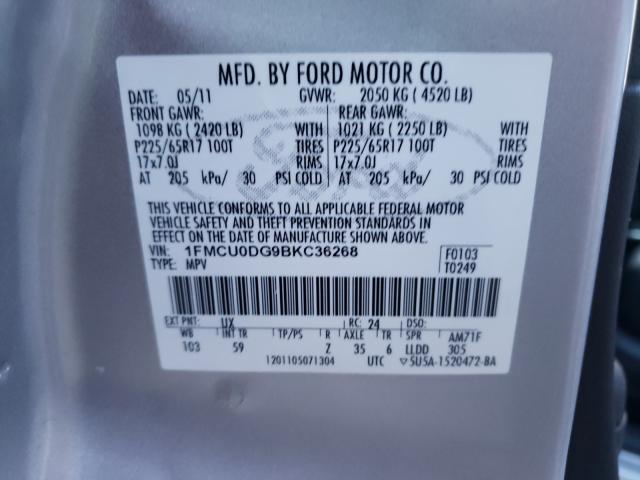 MFD. BY FORD MOTOR CO.
DATE: 05/11 GVWR: 2050 KG ( 4520 LB)
FRONT GAWR: REAR GAWR:
1098 KG ( 2420 LB) WITH 1021 KG ( 2250 LB) WITH
P225/65R17 100T TIRES P225/65R17 100T TIRES
17x7.0J RIMS 17x7.0J RIMS
AT 205 kPa/ 30 PSI COLD AT 205 kPa/ 30 PSI COLD
THIS VEHICLE CONFORMS TO ALL APPLICABLE FEDERAL MOTOR
VEHICLE SAFETY AND THEFT PREVENTION STANDARDS IN
EFFECT ON THE DATE OF MANUFACTURE SHOWN ABOVE.
VIN: 1FMCU0DG9BKC36268 F0103
TYPE: MPV T0249
EXT PNT: UX RC: 24 DSO:
WB INT TR TP/PS R AXLE TR SPR AM71F
103 59 Z 35 6 LLDD 305
1201105071304 UTC ▽5U5A-1520472-BA